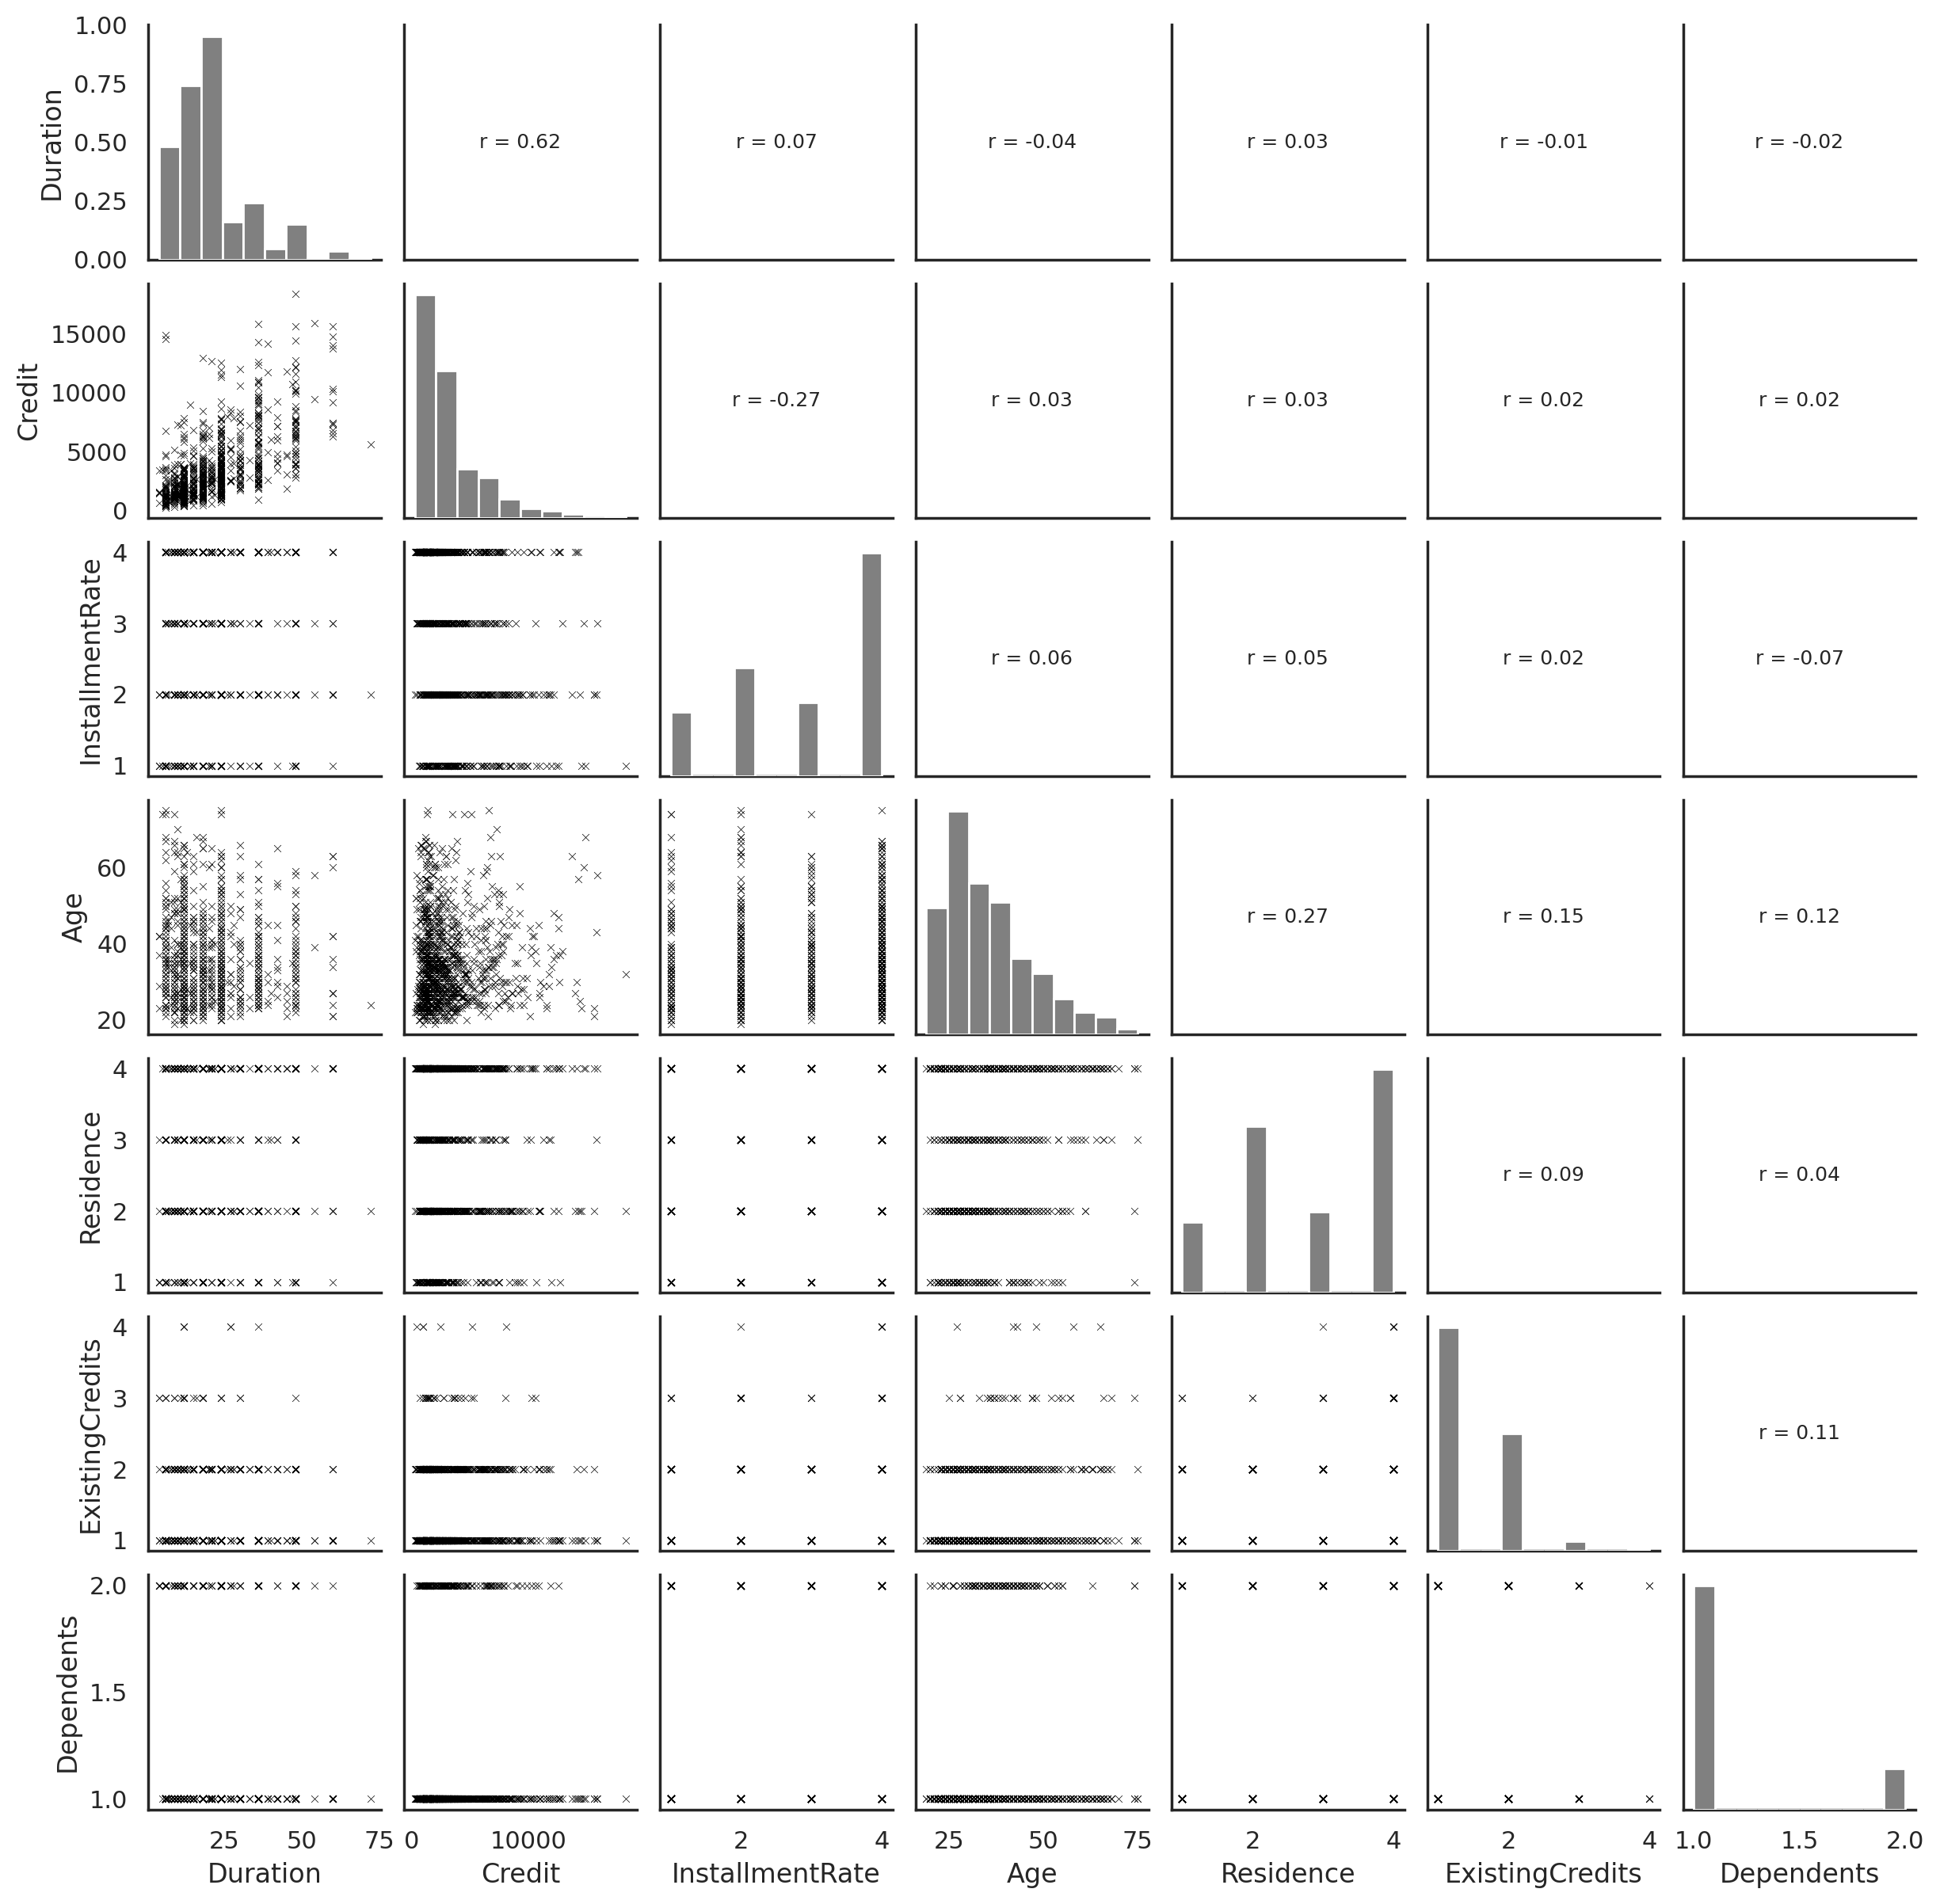 1.00
0.75
0.50
0.25
0.00
Duration
r = 0.62
r = 0.07
r = -0.04
r = 0.03
r = -0.01
r = -0.02
15000
10000
5000
0
Credit
r = -0.27
r = 0.03
r = 0.03
r = 0.02
r = 0.02
4
3
2
1
InstallmentRate
r = 0.06
r = 0.05
r = 0.02
r = -0.07
60
40
20
Age
r = 0.27
r = 0.15
r = 0.12
4
3
2
1
Residence
r = 0.09
r = 0.04
4
3
2
1
ExistingCredits
r = 0.11
2.0
1.5
1.0
Dependents
25 50 75
0 10000
2 4
25 50 75
2 4
2 4
1.0 1.5 2.0
Duration
Credit
InstallmentRate
Age
Residence
ExistingCredits
Dependents